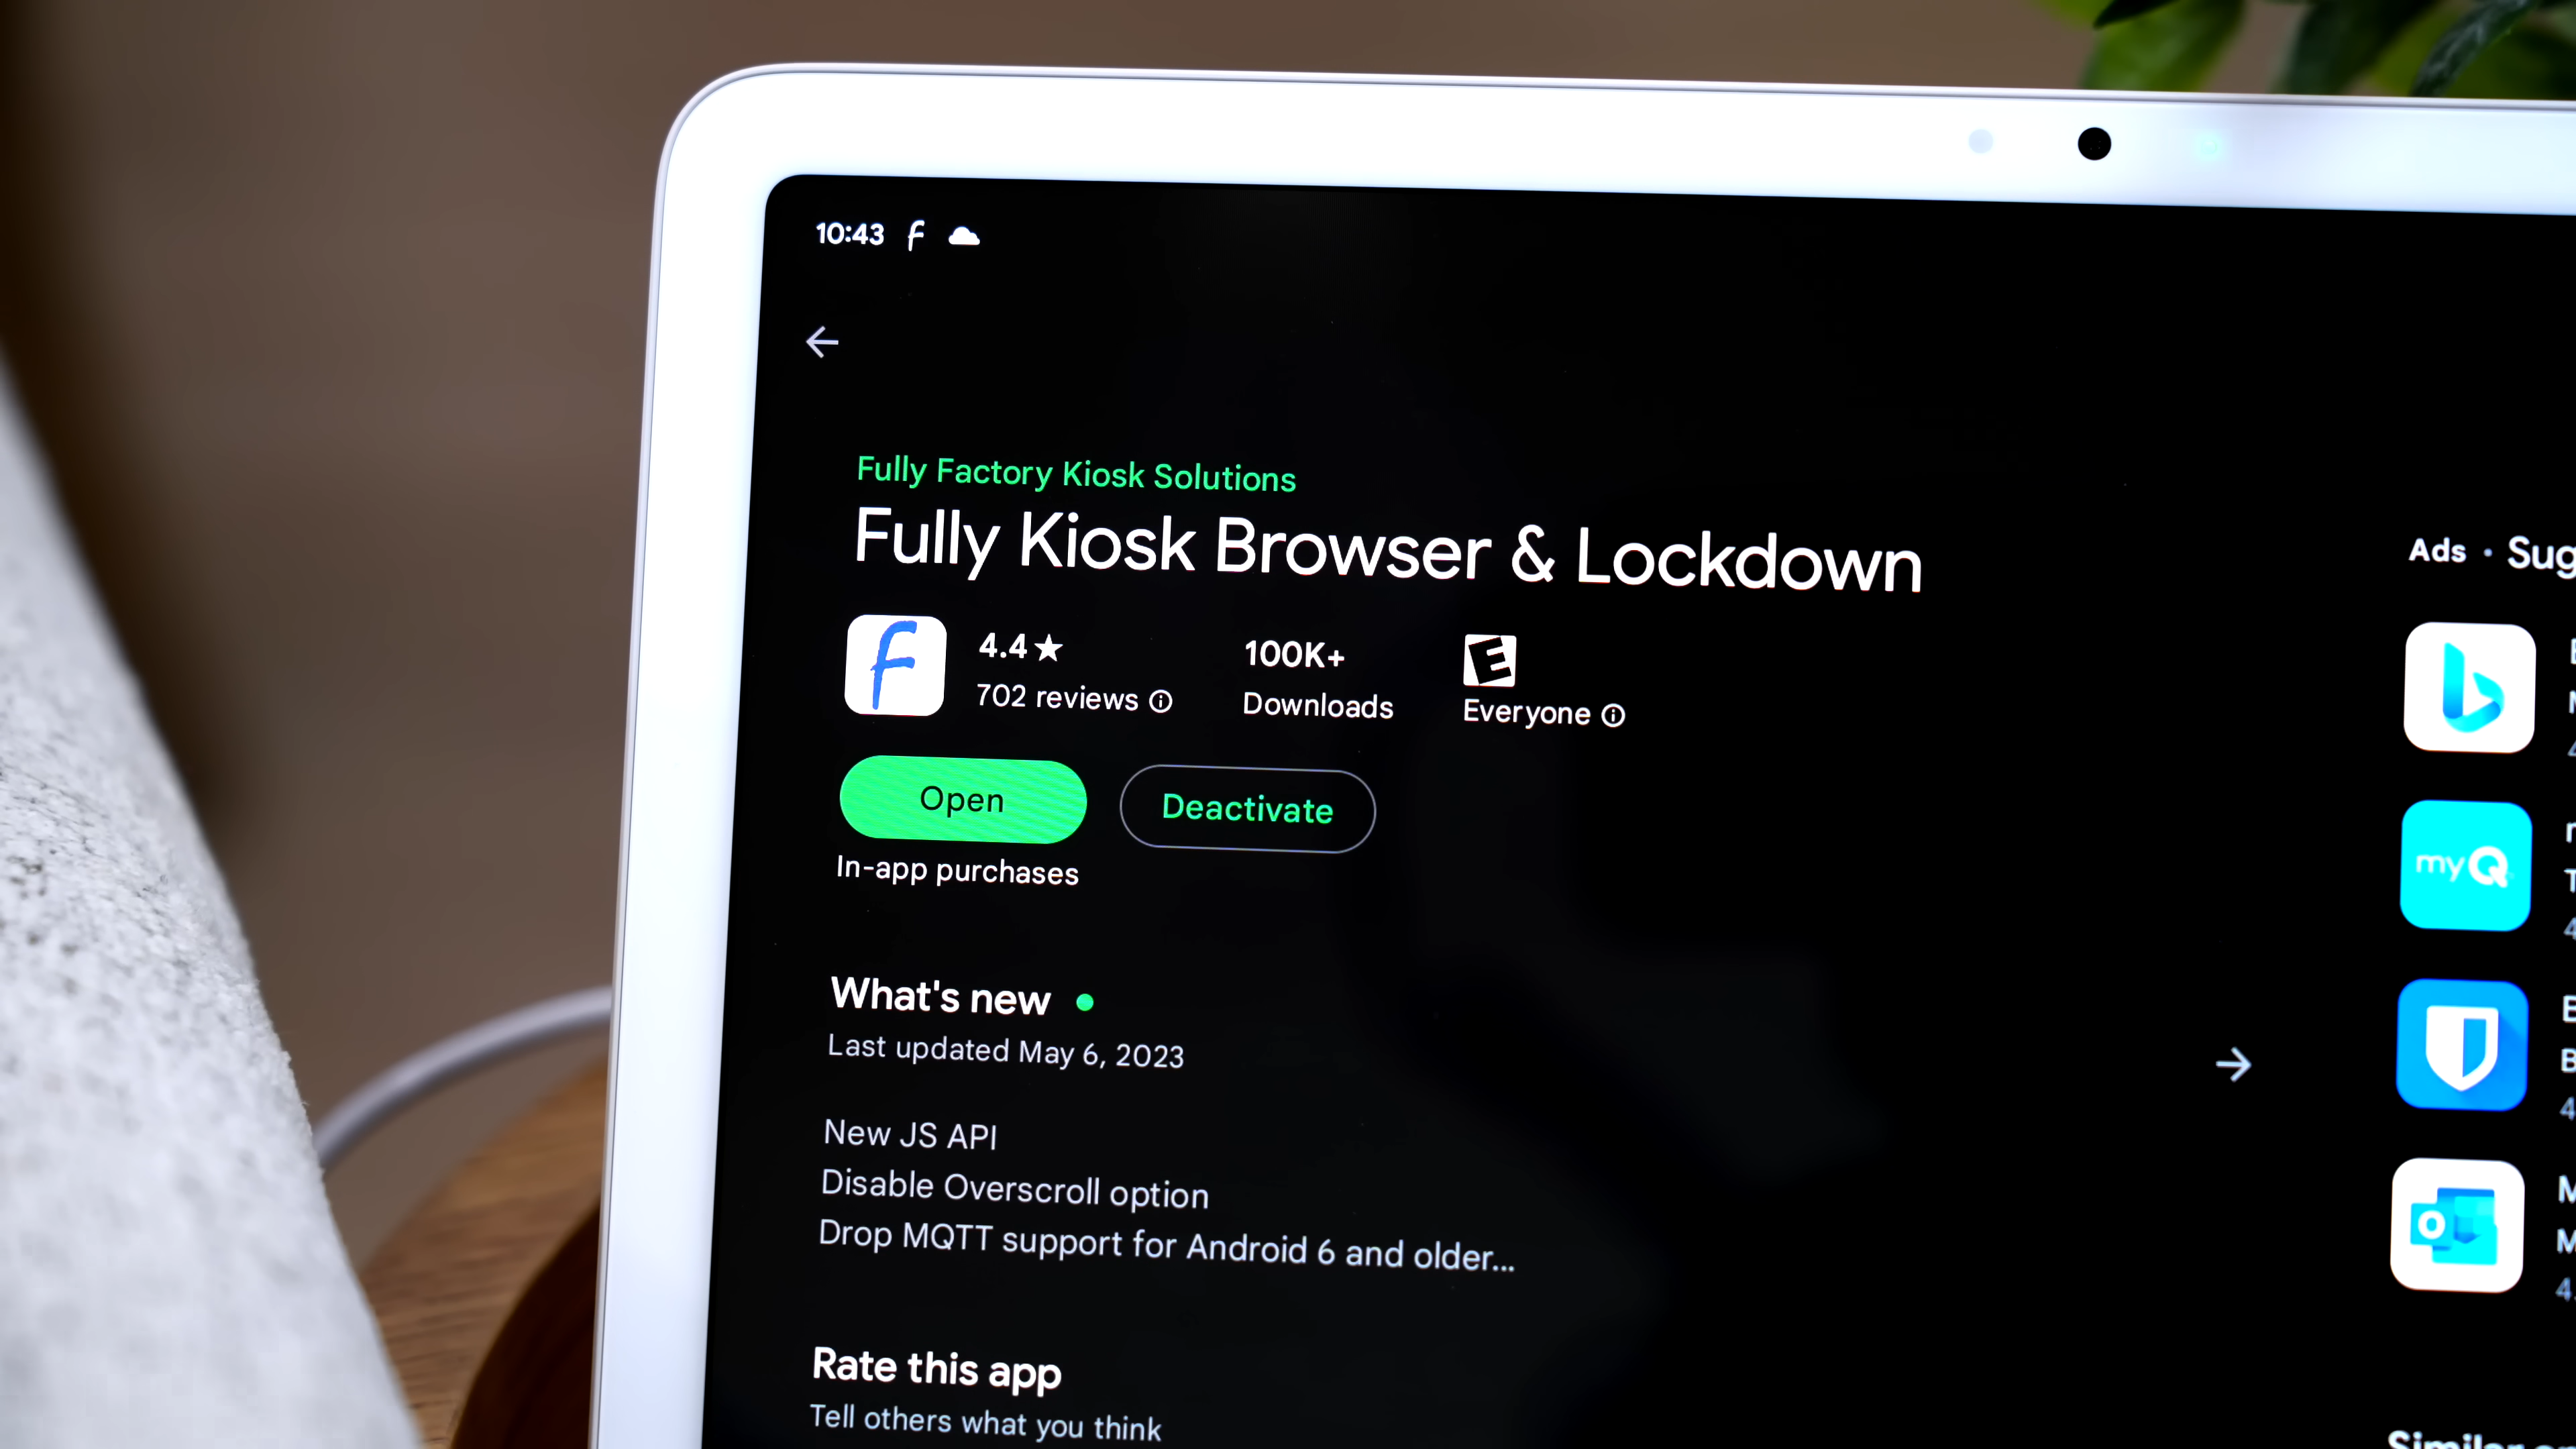 10:43
Fully Factory Kiosk Solutions
Fully Kiosk Browser & Lockdown
4.4★
702 reviews
100K+
Downloads
E
Everyone
Open
Deactivate
In-app purchases
What's new
Last updated May 6, 2023
New JS API
Disable Overscroll option
Drop MQTT support for Android 6 and older...
Rate this app
Tell others what you think
Ads •
myQ